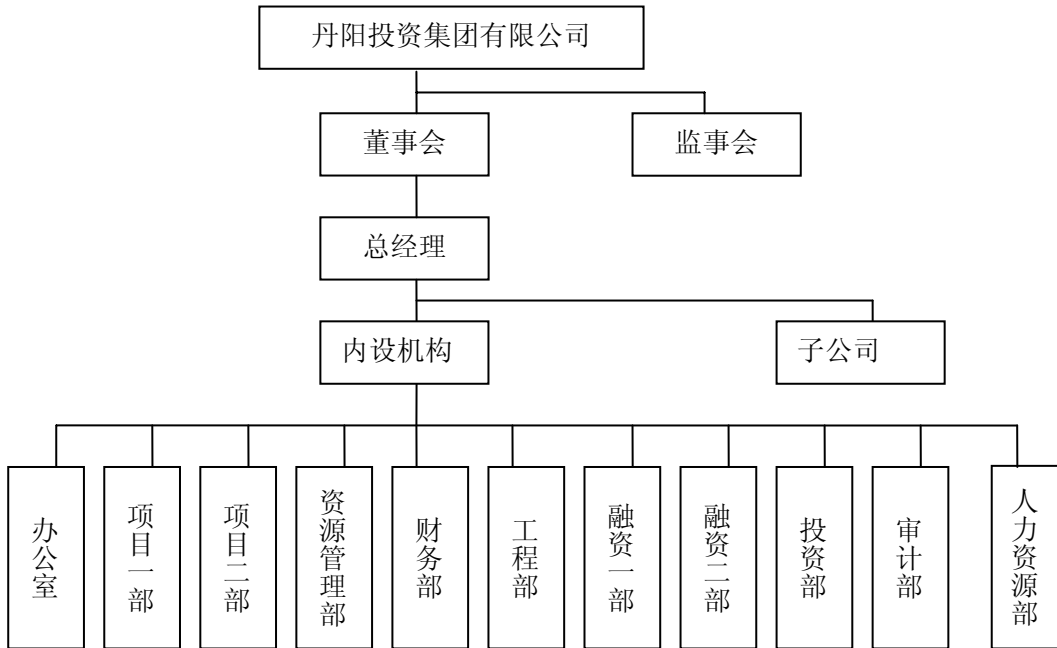 丹阳投资集团有限公司
董事会
监事会
总经理
内设机构
子公司
办公室
项目一部
项目二部
资源管理部
财务部
工程部
融资一部
融资二部
投资部
审计部
人力资源部